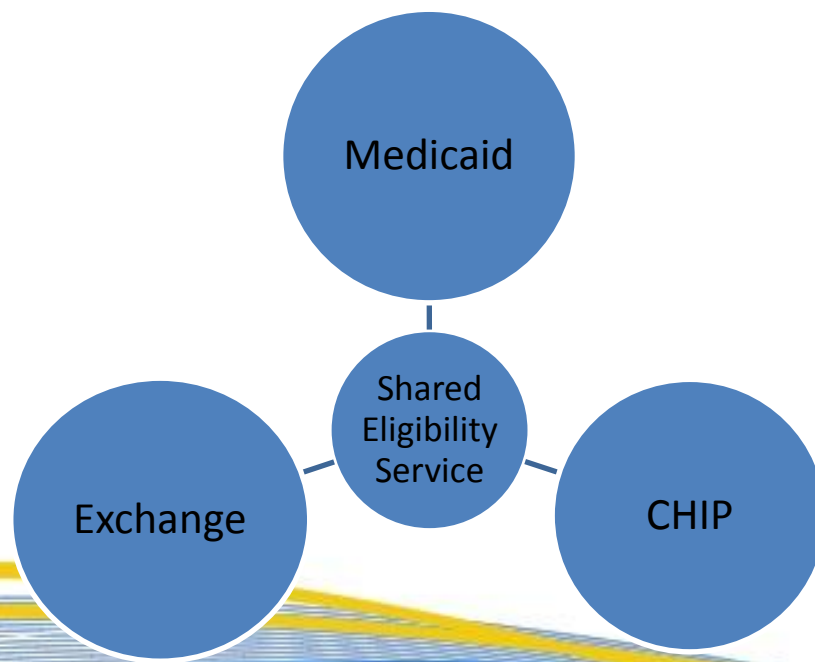 Medicaid
Shared
Eligibility
Service
Exchange
CHIP